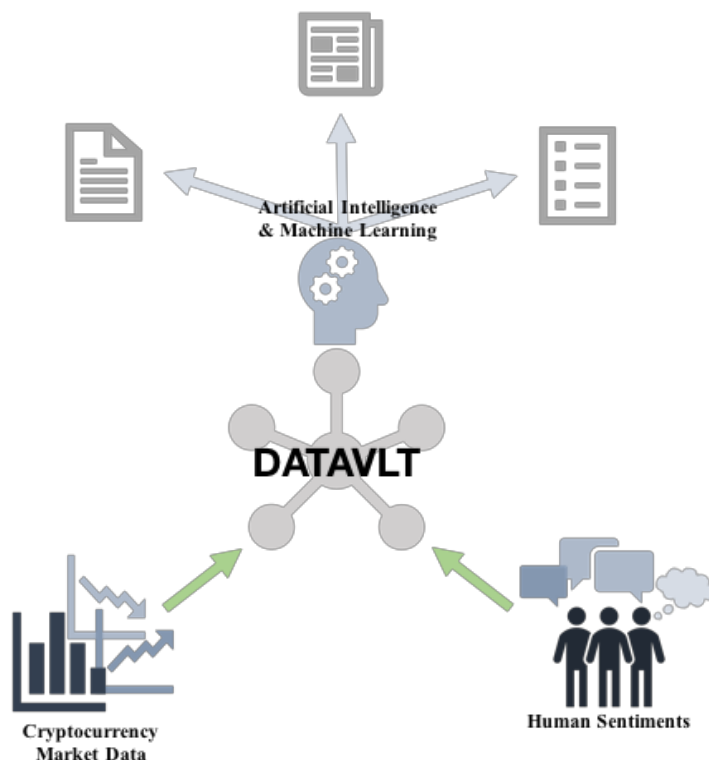 Artificial Intelligence
& Machine Learning
DATAVLT
Cryptocurrency
Market Data
Human Sentiments